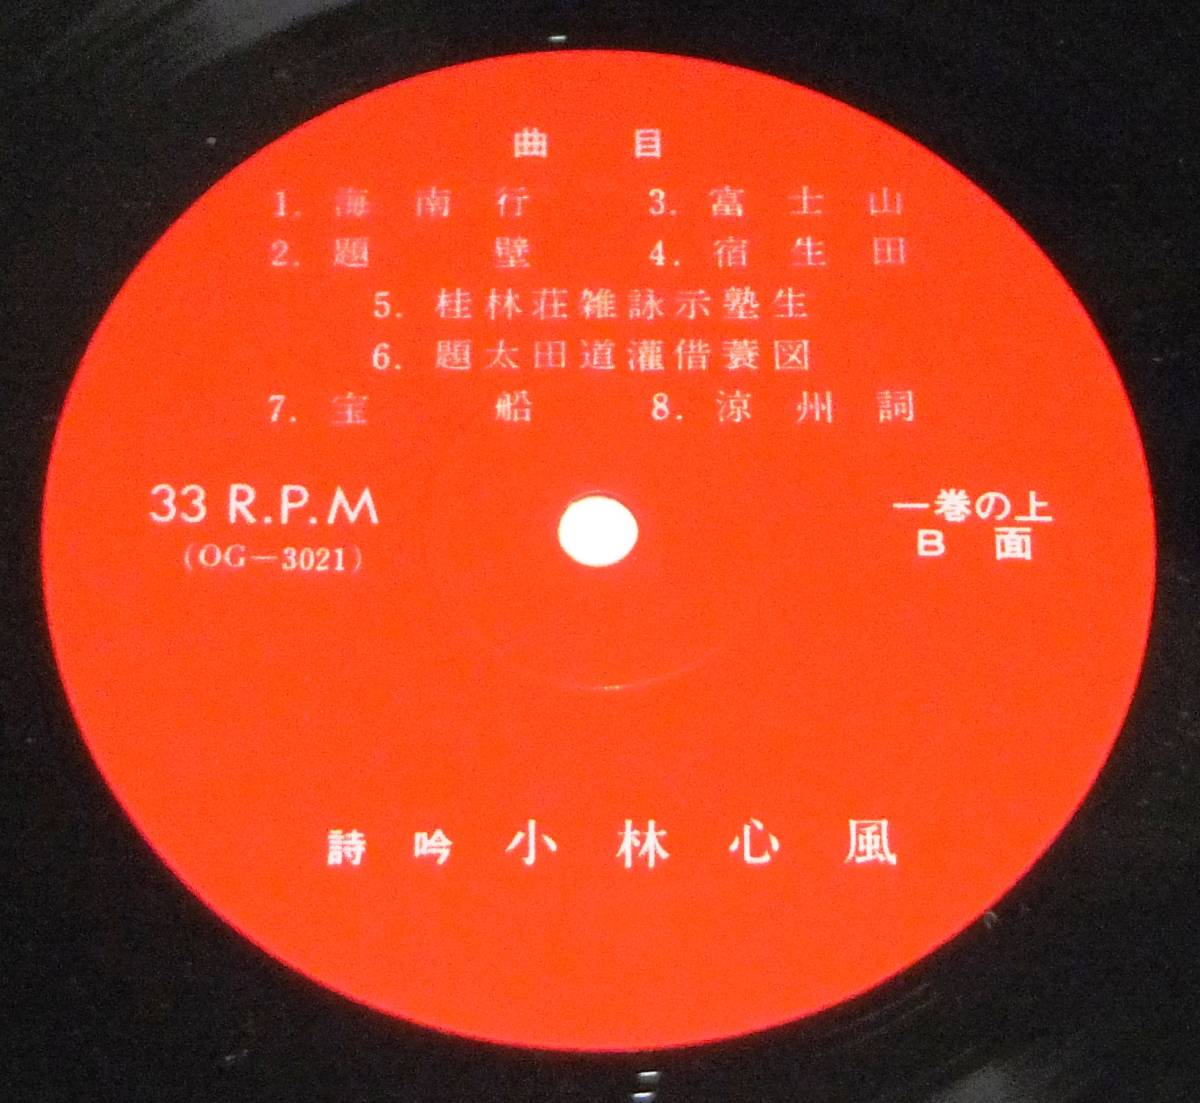 曲目
1. 海南行 3. 富士山
2. 題壁 4. 宿生田
5. 桂林荘雑詠示塾生
6. 題太田道灌借蓑図
7. 宝船 8. 涼州詞
33 R.P.M 一巻の上
(OG-3021) B面
詩吟 小林心風